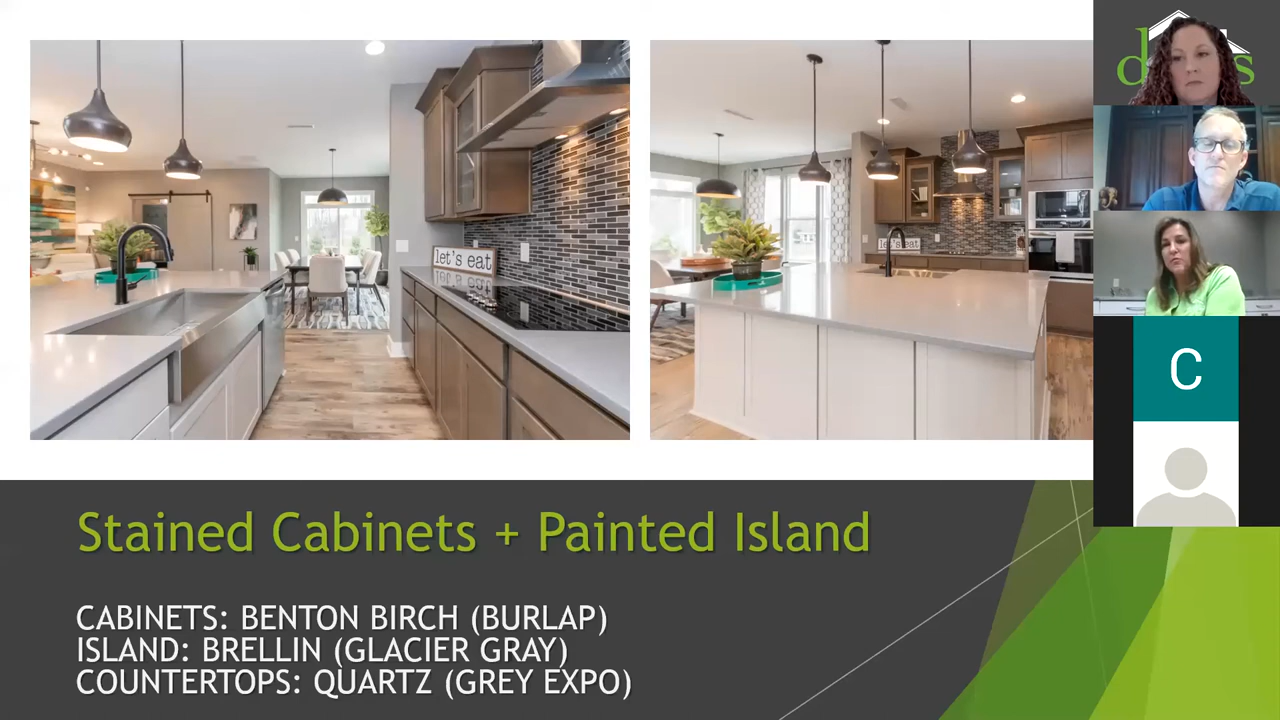 let's eat
let's eat
Stained Cabinets + Painted Island
CABINETS: BENTON BIRCH (BURLAP)
ISLAND: BRELLIN (GLACIER GRAY)
COUNTERTOPS: QUARTZ (GREY EXPO)
C